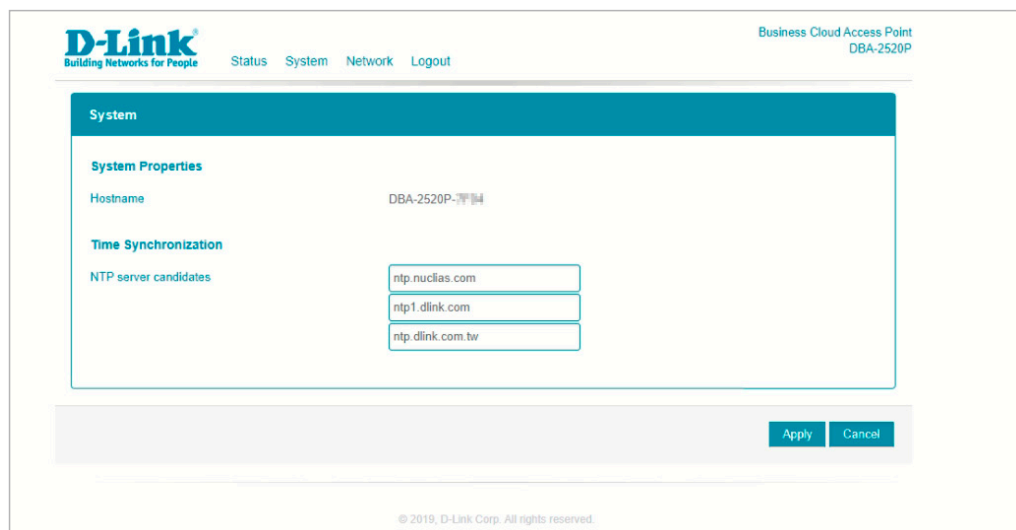 D-Link®
Building Networks for People
Status System Network Logout
Business Cloud Access Point
DBA-2520P
System
System Properties
Hostname DBA-2520P-
Time Synchronization
NTP server candidates ntp.nuclias.com
ntp1.dlink.com
ntp.dlink.com.tw
Apply Cancel
© 2019, D-Link Corp. All rights reserved.